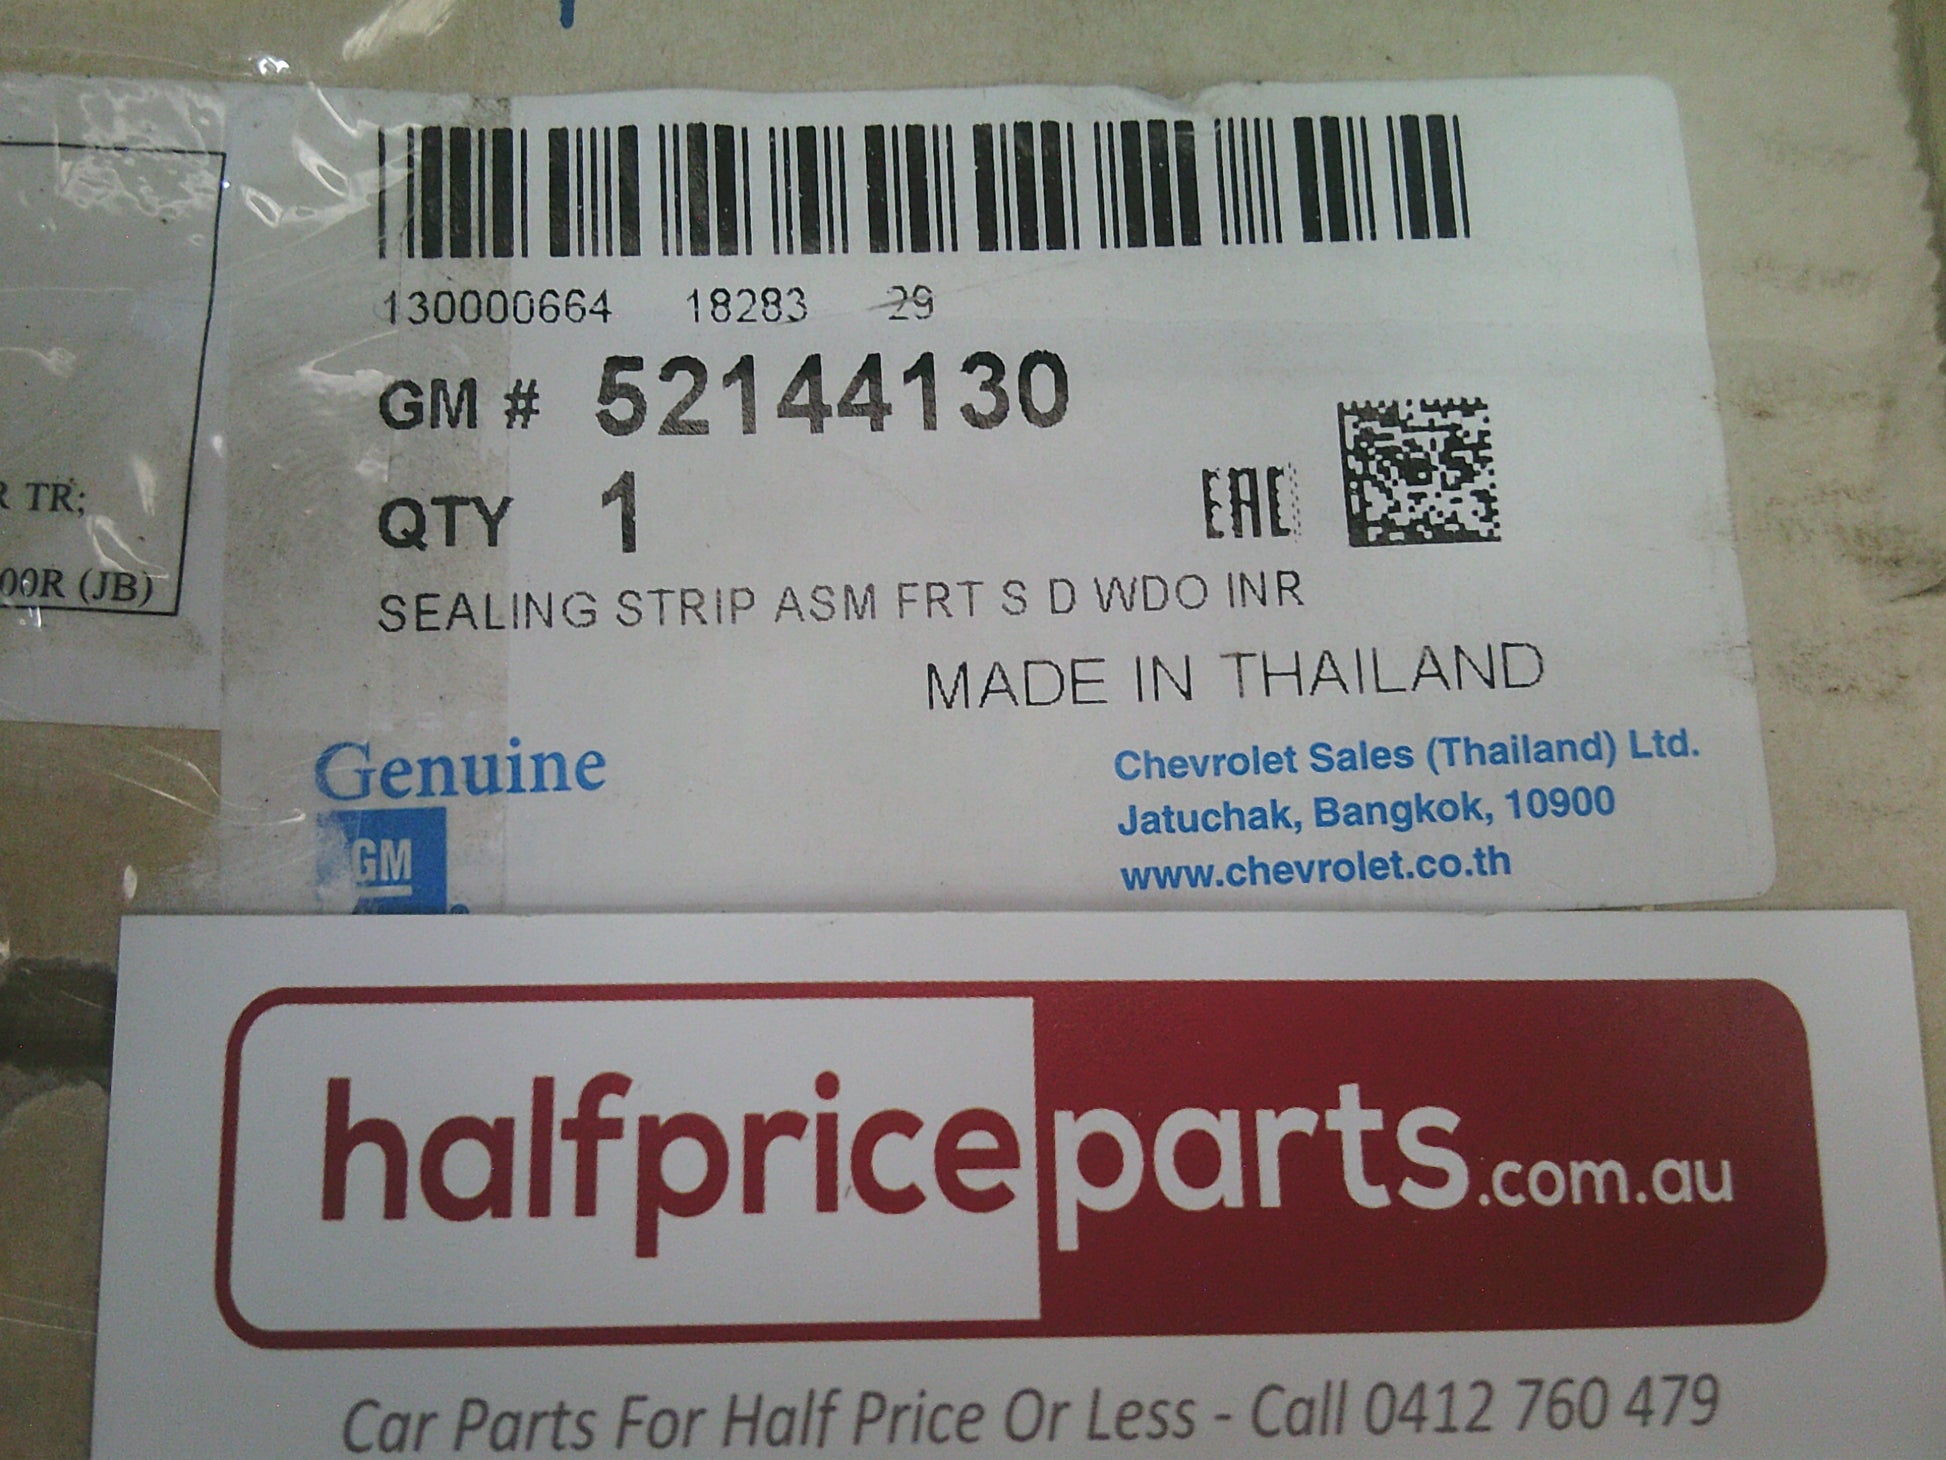 R TR;
00R (JB)
130000664 18283 29
GM # 52144130
QTY 1
EAC
SEALING STRIP ASM FRT S D WDO INR
MADE IN THAILAND
Genuine
GM
Chevrolet Sales (Thailand) Ltd.
Jatuchak, Bangkok, 10900
www.chevrolet.co.th
halfpriceparts.com.au
Car Parts For Half Price Or Less - Call 0412 760 479